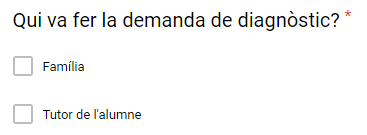 Qui va fer la demanda de diagnòstic? *
Família
Tutor de l'alumne